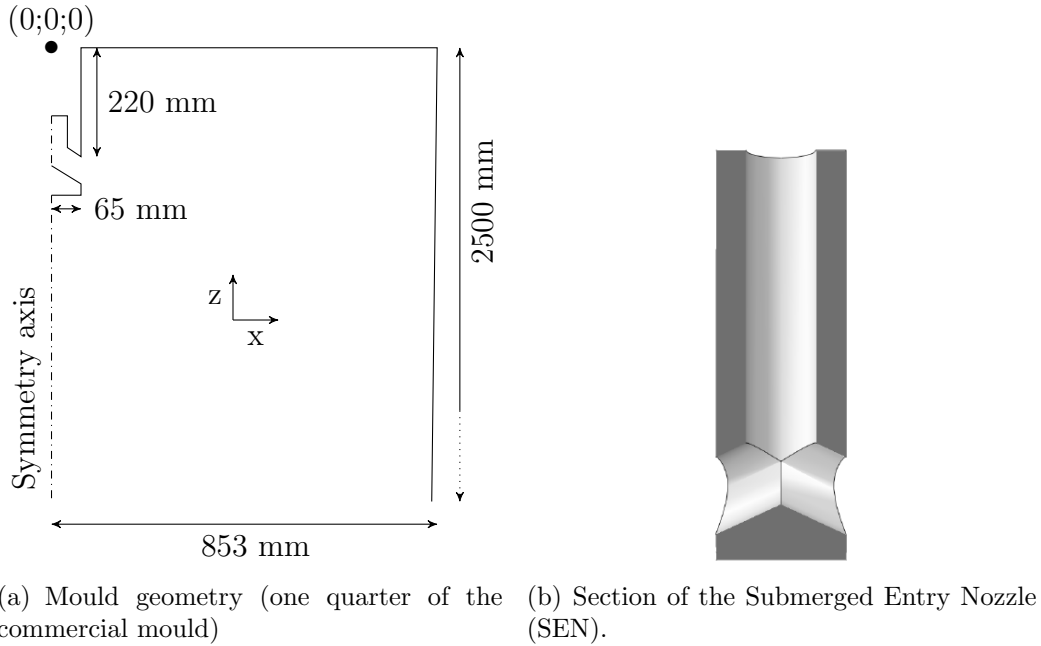 (0;0;0)
220 mm
65 mm
2500 mm
z
x
Symmetry axis
853 mm
(a) Mould geometry (one quarter of the
commercial mould)
(b) Section of the Submerged Entry Nozzle
(SEN).